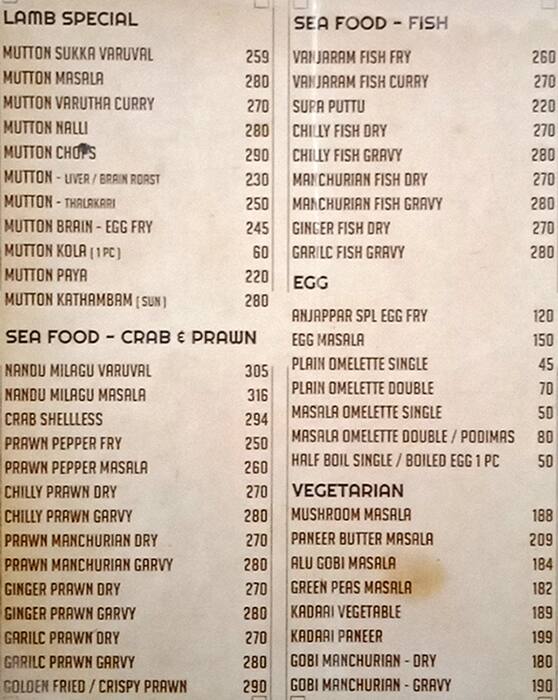 LAMB SPECIAL
MUTTON SUKKA VARUVAL 259
MUTTON MASALA 280
MUTTON VARUTHA CURRY 270
MUTTON NALLI 280
MUTTON CHOPS 290
MUTTON - LIVER / BRAIN ROAST 230
MUTTON - THALAKARI 250
MUTTON BRAIN - EGG FRY 245
MUTTON KOLA (1 PC) 60
MUTTON PAYA 220
MUTTON KATHAMBAM (SUN) 280
SEA FOOD - CRAB & PRAWN
NANDU MILAGU VARUVAL 305
NANDU MILAGU MASALA 316
CRAB SHELLLESS 294
PRAWN PEPPER FRY 250
PRAWN PEPPER MASALA 260
CHILLY PRAWN DRY 270
CHILLY PRAWN GARVY 280
PRAWN MANCHURIAN DRY 270
PRAWN MANCHURIAN GARVY 280
GINGER PRAWN DRY 270
GINGER PRAWN GARVY 280
GARILC PRAWN DRY 270
GARILC PRAWN GARVY 280
GOLDEN FRIED / CRISPY PRAWN 290
SEA FOOD - FISH
VANJARAM FISH FRY 260
VANJARAM FISH CURRY 270
SURA PUTTU 220
CHILLY FISH DRY 270
CHILLY FISH GRAVY 280
MANCHURIAN FISH DRY 270
MANCHURIAN FISH GRAVY 280
GINGER FISH DRY 270
GARILC FISH GRAVY 280
EGG
ANJAPPAR SPL EGG FRY 120
EGG MASALA 150
PLAIN OMELETTE SINGLE 45
PLAIN OMELETTE DOUBLE 70
MASALA OMELETTE SINGLE 50
MASALA OMELETTE DOUBLE / PODIMAS 80
HALF BOIL SINGLE / BOILED EGG 1 PC 50
VEGETARIAN
MUSHROOM MASALA 188
PANEER BUTTER MASALA 209
ALU GOBI MASALA 184
GREEN PEAS MASALA 182
KADAAI VEGETABLE 189
KADAAI PANEER 199
GOBI MANCHURIAN - DRY 180
GOBI MANCHURIAN - GRAVY 190